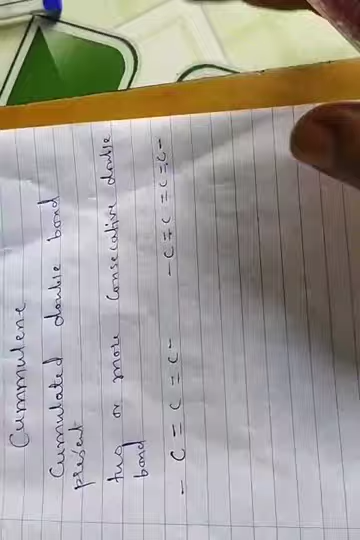 Cummulene
Cumulated double bond
present
two or more consecutive double
bond
- C = C = C -     - C = C = C = C -